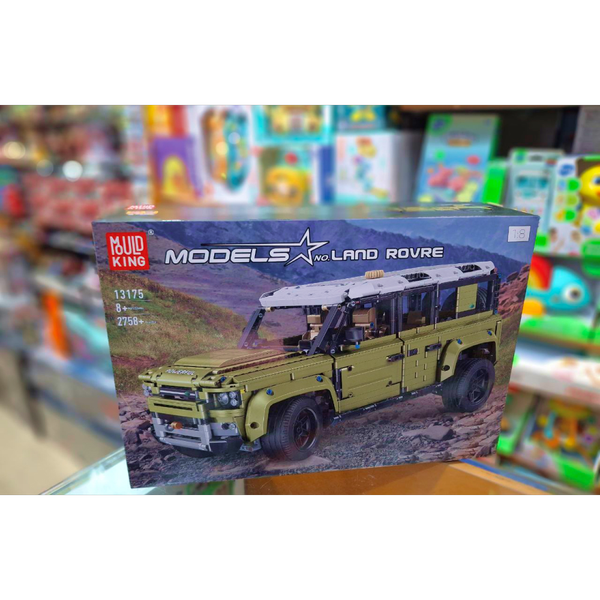 MOULD
KING
®
MODELS NO. LAND ROVRE
13175
8+
2758+